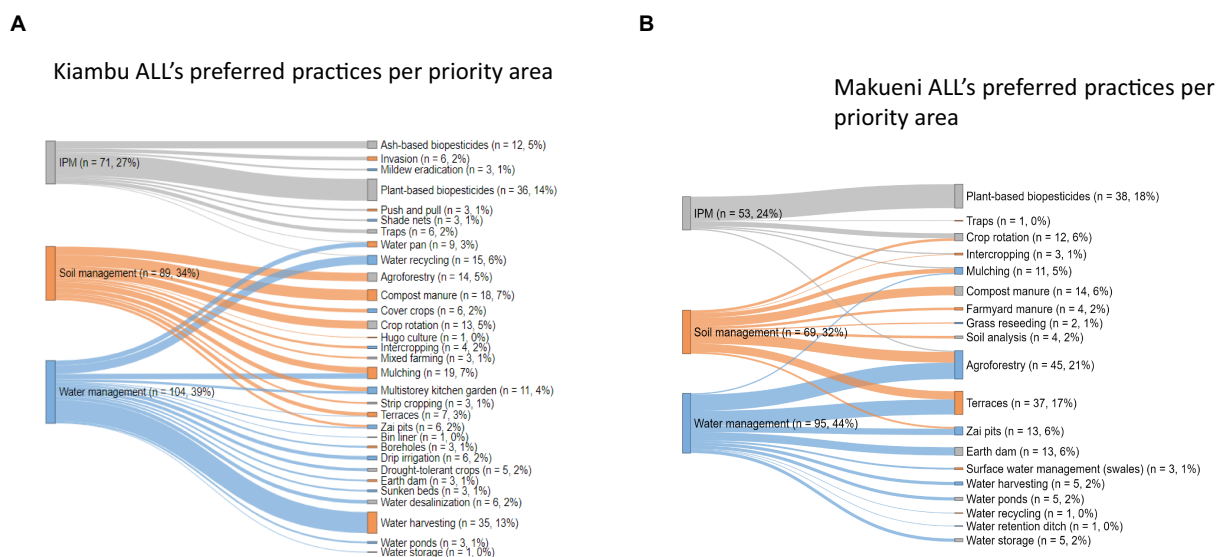 A
Kiambu ALL's preferred practices per priority area
IPM (n = 71, 27%)
Soil management (n = 89, 34%)
Water management (n = 104, 39%)
Ash-based biopesticides (n = 12, 5%)
Invasion (n = 6, 2%)
Mildew eradication (n = 3, 1%)
Plant-based biopesticides (n = 36, 14%)
Push and pull (n = 3, 1%)
Shade nets (n = 3, 1%)
Traps (n = 6, 2%)
Water pan (n = 9, 3%)
Water recycling (n = 15, 6%)
Agroforestry (n = 14, 5%)
Compost manure (n = 18, 7%)
Cover crops (n = 6, 2%)
Crop rotation (n = 13, 5%)
Hugo culture (n = 1, 0%)
Intercropping (n = 4, 2%)
Mixed farming (n = 3, 1%)
Mulching (n = 19, 7%)
Multistorey kitchen garden (n = 11, 4%)
Strip cropping (n = 3, 1%)
Terraces (n = 7, 3%)
Zai pits (n = 6, 2%)
Bin liner (n = 1, 0%)
Boreholes (n = 3, 1%)
Drip irrigation (n = 6, 2%)
Drought-tolerant crops (n = 5, 2%)
Earth dam (n = 3, 1%)
Sunken beds (n = 3, 1%)
Water desalinization (n = 6, 2%)
Water harvesting (n = 35, 13%)
Water ponds (n = 3, 1%)
Water storage (n = 1, 0%)
B
Makueni ALL's preferred practices per
priority area
IPM (n = 53, 24%)
Soil management (n = 69, 32%)
Water management (n = 95, 44%)
Plant-based biopesticides (n = 38, 18%)
Traps (n = 1, 0%)
Crop rotation (n = 12, 6%)
Intercropping (n = 3, 1%)
Mulching (n = 11, 5%)
Compost manure (n = 14, 6%)
Farmyard manure (n = 4, 2%)
Grass reseeding (n = 2, 1%)
Soil analysis (n = 4, 2%)
Agroforestry (n = 45, 21%)
Terraces (n = 37, 17%)
Zai pits (n = 13, 6%)
Earth dam (n = 13, 6%)
Surface water management (swales) (n = 3, 1%)
Water harvesting (n = 5, 2%)
Water ponds (n = 5, 2%)
Water recycling (n = 1, 0%)
Water retention ditch (n = 1, 0%)
Water storage (n = 5, 2%)